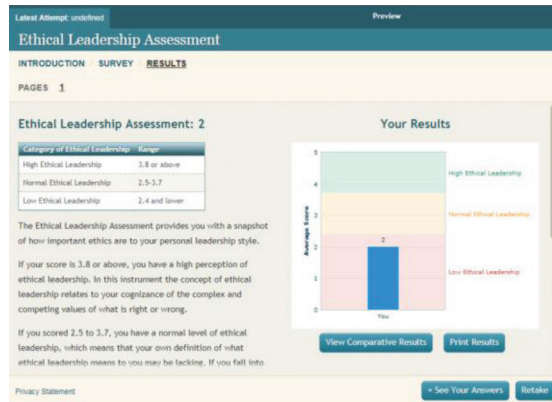 Latest Attempt: undefined
Preview
Ethical Leadership Assessment
INTRODUCTION / SURVEY / RESULTS
PAGES 1
Ethical Leadership Assessment: 2
Category of Ethical Leadership Range
High Ethical Leadership 3.8 or above
Normal Ethical Leadership 2.5-3.7
Low Ethical Leadership 2.4 and lower
The Ethical Leadership Assessment provides you with a snapshot
of how important ethics are to your personal leadership style.
If your score is 3.8 or above, you have a high perception of
ethical leadership. In this instrument the concept of ethical
leadership relates to your cognizance of the complex and
competing values of what is right or wrong.
If you scored 2.5 to 3.7, you have a normal level of ethical
leadership, which means that your own definition of what
ethical leadership means to you may be lacking. If you fall into
Your Results
Average Score
5
4
3
2
1
0
2
You
High Ethical Leadership
Normal Ethical Leadership
Low Ethical Leadership
View Comparative Results
Print Results
Privacy Statement
« See Your Answers
Retake